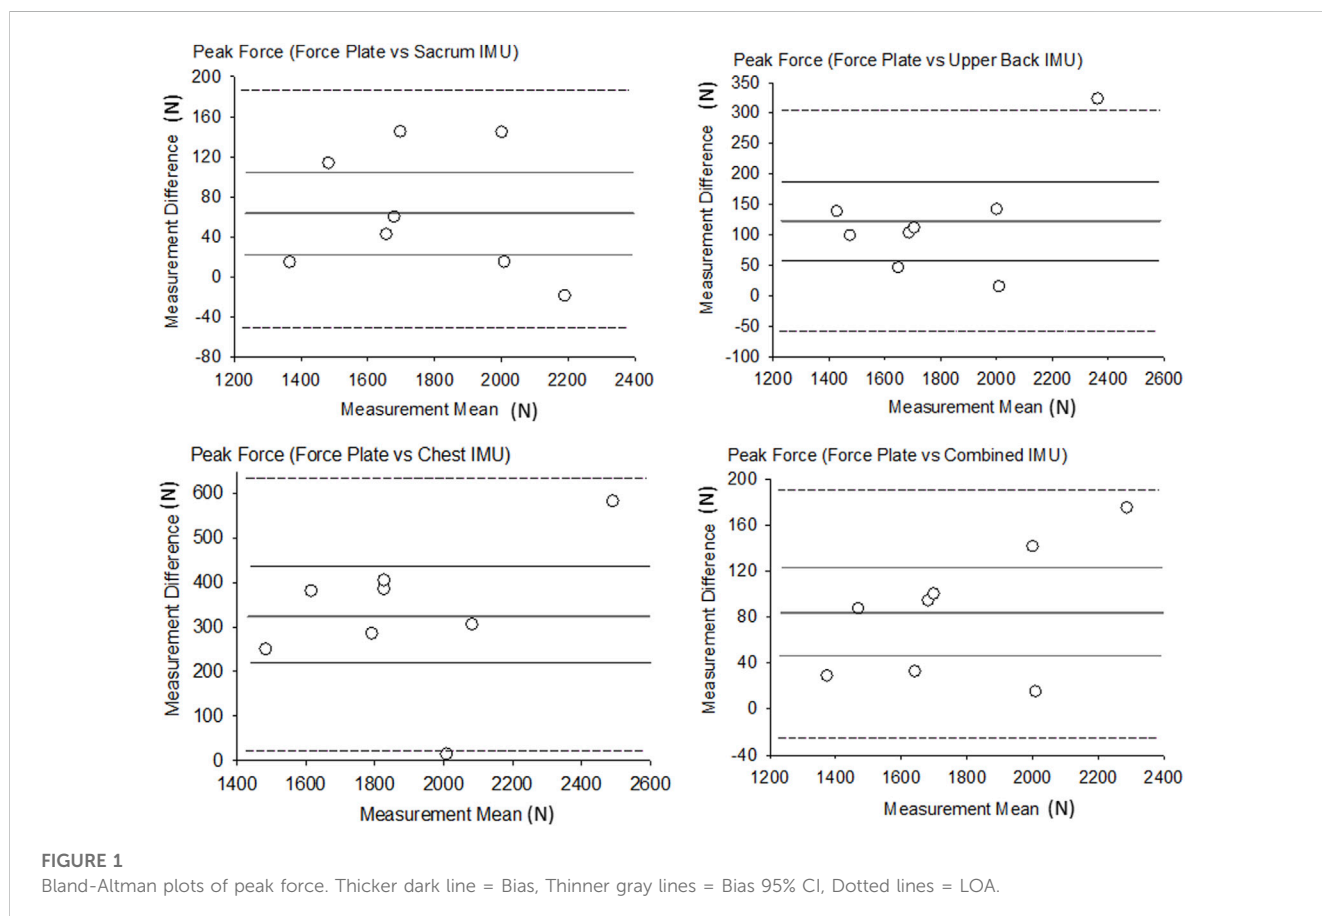 Peak Force (Force Plate vs Sacrum IMU)
Measurement Difference (N)
200
160
120
80
40
0
-40
-80
1200 1400 1600 1800 2000 2200 2400
Measurement Mean (N)
Peak Force (Force Plate vs Upper Back IMU)
Measurement Difference (N)
350
300
250
200
150
100
50
0
-50
-100
1200 1400 1600 1800 2000 2200 2400 2600
Measurement Mean (N)
Peak Force (Force Plate vs Chest IMU)
Measurement Difference (N)
600
500
400
300
200
100
0
1400 1600 1800 2000 2200 2400 2600
Measurement Mean (N)
Peak Force (Force Plate vs Combined IMU)
Measurement Difference (N)
200
160
120
80
40
0
-40
1200 1400 1600 1800 2000 2200 2400
Measurement Mean (N)
FIGURE 1
Bland-Altman plots of peak force. Thicker dark line = Bias, Thinner gray lines = Bias 95% CI, Dotted lines = LOA.